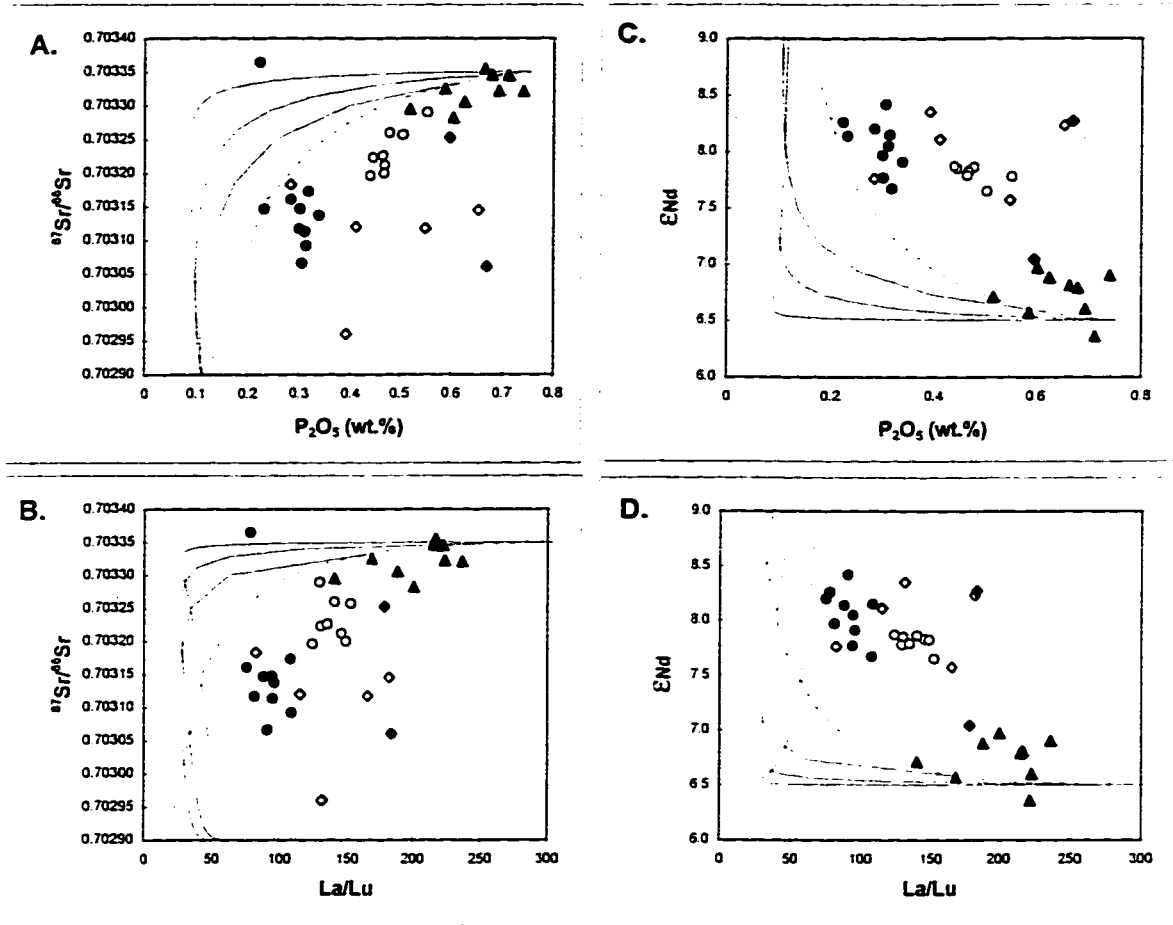 A.
0.70340
0.70335
0.70330
0.70325
0.70320
0.70315
0.70310
0.70305
0.70300
0.70295
0.70290
⁸⁷Sr/⁸⁶Sr
0 0.1 0.2 0.3 0.4 0.5 0.6 0.7 0.8
P₂O₅ (wt.%)
C.
9.0
8.5
8.0
7.5
7.0
6.5
6.0
εNd
0 0.2 0.4 0.6 0.8
P₂O₅ (wt.%)
B.
0.70340
0.70335
0.70330
0.70325
0.70320
0.70315
0.70310
0.70305
0.70300
0.70295
0.70290
⁸⁷Sr/⁸⁶Sr
0 50 100 150 200 250 300
La/Lu
D.
9.0
8.5
8.0
7.5
7.0
6.5
6.0
εNd
0 50 100 150 200 250 300
La/Lu